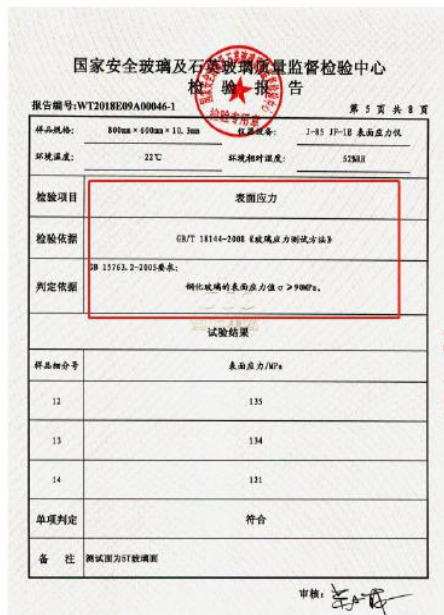 国家安全玻璃及石英玻璃质量监督检验中心
检 验 报 告
报告编号:WT2018E09A00046-1 第 5 页 共 8 页
样品规格: 800mm×600mm×10.3mm 仪器设备: J-85 JF-1E 表面应力仪
环境温度: 22℃ 环境相对湿度: 52%RH
检验项目 表面应力
检验依据 GB/T 18144-2008《玻璃应力测试方法》
判定依据 GB 15763.2-2005要求:
钢化玻璃的表面应力值σ≥90MPa。
试验结果
样品细分号 表面应力/MPa
12 135
13 134
14 121
单项判定 符合
备 注 测试面为5T玻璃面
审核:
检验专用章